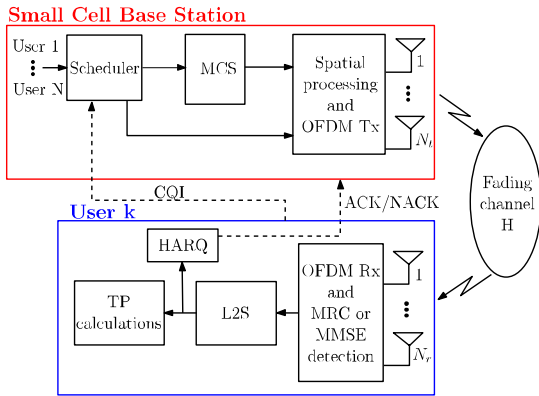 Small Cell Base Station
User 1
User N
Scheduler
MCS
Spatial
processing
and
OFDM Tx
1
N_t
CQI
ACK/NACK
Fading
channel
H
User k
HARQ
TP
calculations
L2S
OFDM Rx
and
MRC or
MMSE
detection
1
N_r